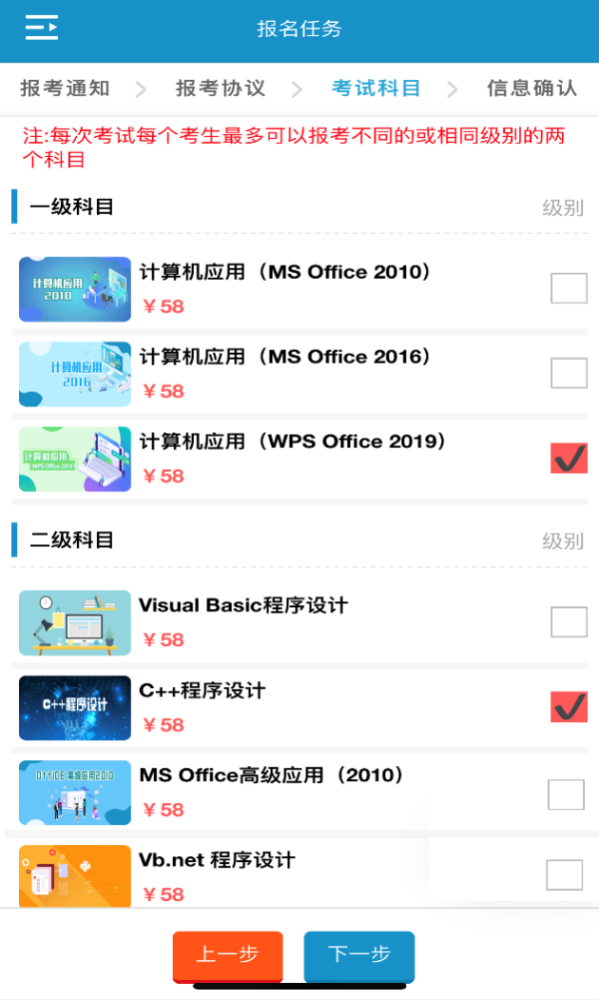 报名任务
报考通知 报考协议 考试科目 信息确认
注:每次考试每个考生最多可以报考不同的或相同级别的两
个科目
一级科目 级别
计算机应用
2010
计算机应用（MS Office 2010）
￥58
计算机应用
2016
计算机应用（MS Office 2016）
￥58
计算机应用
（WPS Office 2019）
计算机应用（WPS Office 2019）
￥58
二级科目 级别
Visual Basic程序设计
￥58
C++程序设计
C++程序设计
￥58
OffICE 高级应用2010
MS Office高级应用（2010）
￥58
Vb.net 程序设计
￥58
上一步 下一步